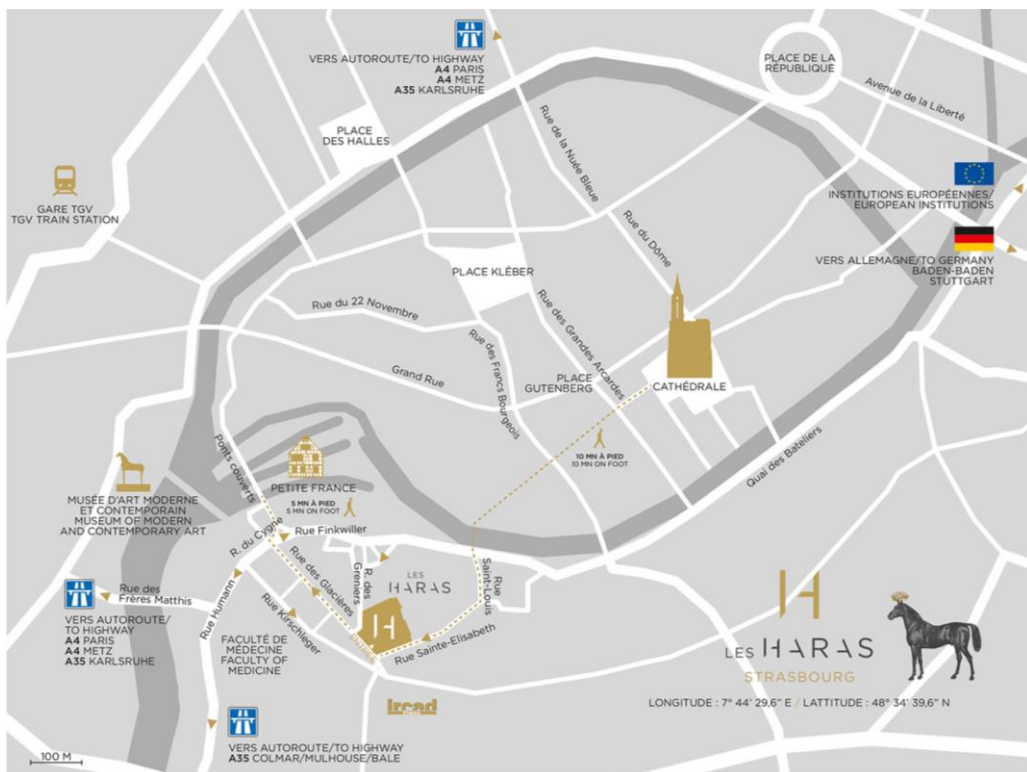 VERS AUTOROUTE/TO HIGHWAY
A4 PARIS
A4 METZ
A35 KARLSRUHE
PLACE DE LA
RÉPUBLIQUE
Avenue de la Liberté
PLACE
DES HALLES
Rue de la Nuée Bleue
GARE TGV
TGV TRAIN STATION
INSTITUTIONS EUROPÉENNES/
EUROPEAN INSTITUTIONS
Rue du Dôme
VERS ALLEMAGNE/TO GERMANY
BADEN-BADEN
STUTTGART
PLACE KLÉBER
Rue du 22 Novembre
Rue des Francs Bourgeois
Rue des Grandes Arcardes
Grand Rue
PLACE
GUTENBERG
CATHÉDRALE
10 MN À PIED
10 MN ON FOOT
Quai des Bateliers
Ponts couverts
PETITE FRANCE
5 MN À PIED
5 MN ON FOOT
MUSÉE D'ART MODERNE
ET CONTEMPORAIN
MUSEUM OF MODERN
AND CONTEMPORARY ART
R. du Cygne
Rue Finkwiller
Rue des Glacières
R. des
Greniers
LES
HARAS
H
Rue
Saint-Louis
Rue Sainte-Elisabeth
Rue des
Frères Matthis
Rue Humann
Rue Kirschleger
VERS AUTOROUTE/
TO HIGHWAY
A4 PARIS
A4 METZ
A35 KARLSRUHE
FACULTÉ DE
MÉDECINE
FACULTY OF
MEDICINE
Ircad
H
LES HARAS
STRASBOURG
LONGITUDE : 7° 44' 29,6" E / LATTITUDE : 48° 34' 39,6" N
VERS AUTOROUTE/TO HIGHWAY
A35 COLMAR/MULHOUSE/BALE
100 M